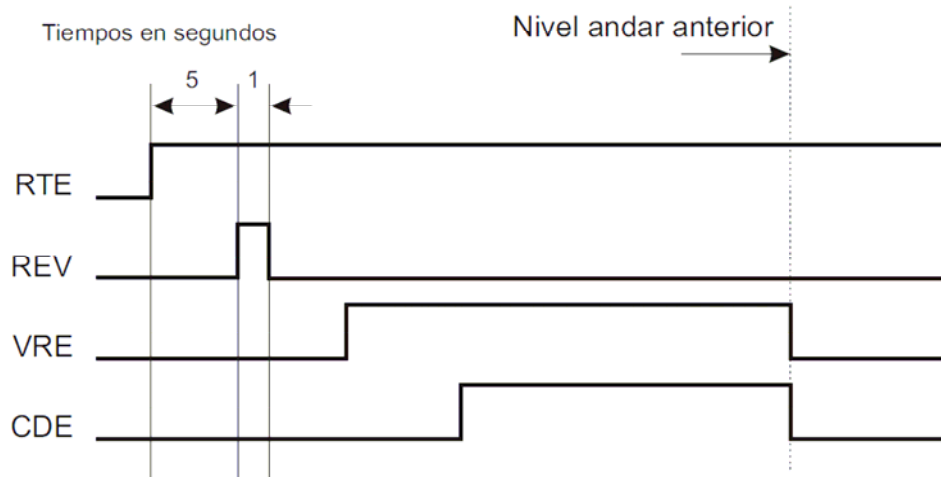 Nivel andar anterior
Tiempos en segundos
5 1
RTE
REV
VRE
CDE